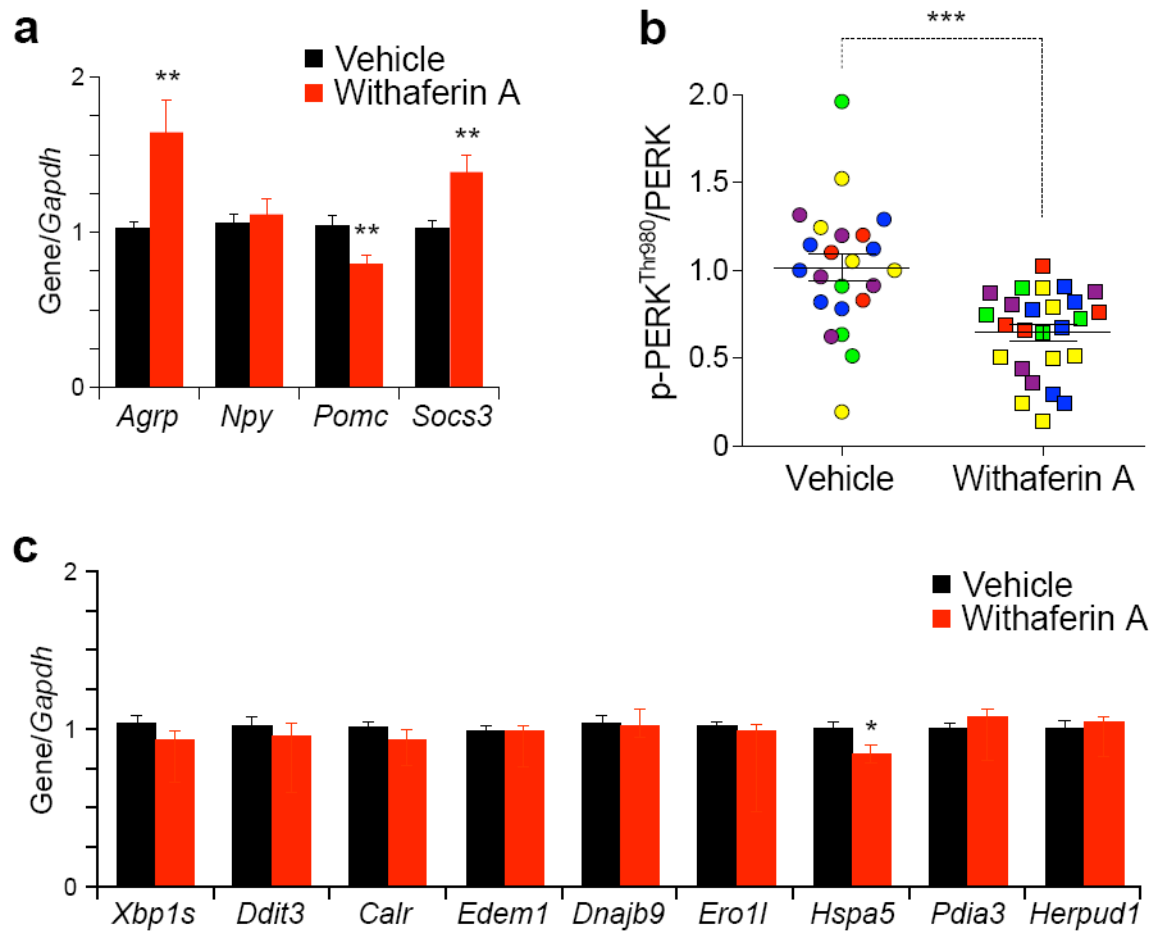 a
Vehicle
Withaferin A
2
1
0
Gene/Gapdh
**
**
**
Agrp Npy Pomc Socs3
b
***
2.0
1.5
1.0
0.5
0
p-PERKThr980/PERK
Vehicle Withaferin A
c
Vehicle
Withaferin A
2
1
0
Gene/Gapdh
*
Xbp1s Ddit3 Calr Edem1 Dnajb9 Ero1l Hspa5 Pdia3 Herpud1